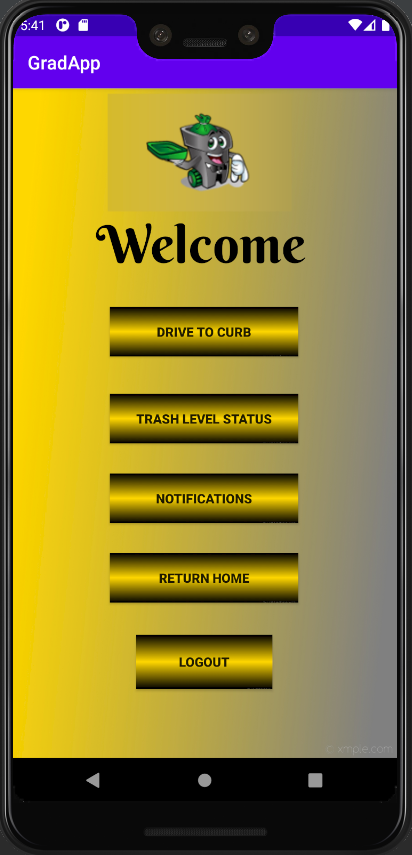 5:41
GradApp
Welcome
DRIVE TO CURB
TRASH LEVEL STATUS
NOTIFICATIONS
RETURN HOME
LOGOUT